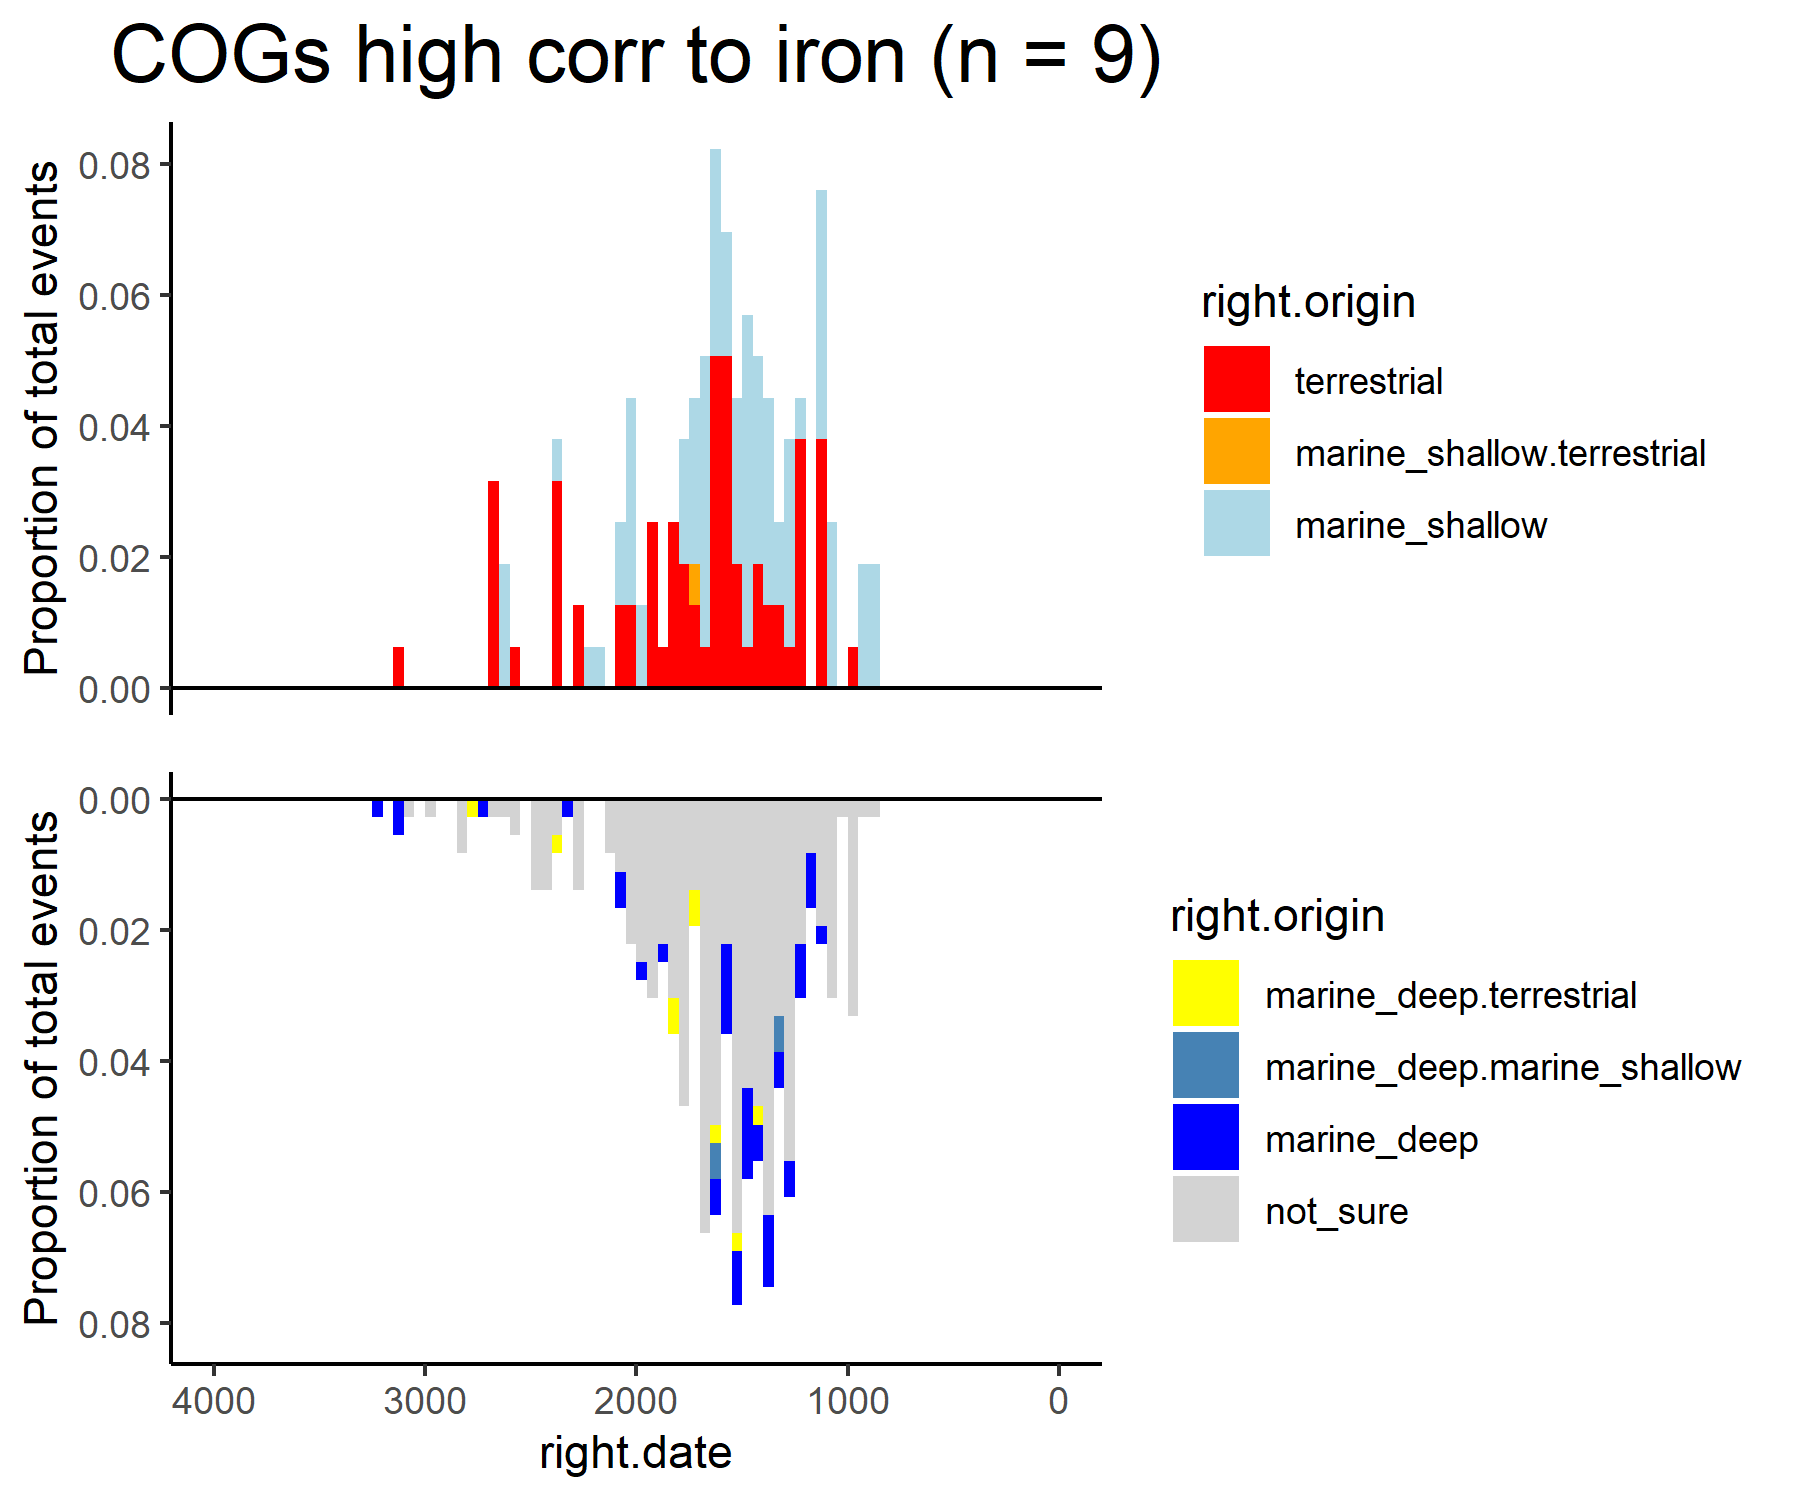 COGs high corr to iron (n = 9)
Proportion of total events
0.08
0.06
0.04
0.02
0.00
right.origin
terrestrial
marine_shallow.terrestrial
marine_shallow
Proportion of total events
0.00
0.02
0.04
0.06
0.08
right.origin
marine_deep.terrestrial
marine_deep.marine_shallow
marine_deep
not_sure
4000 3000 2000 1000 0
right.date